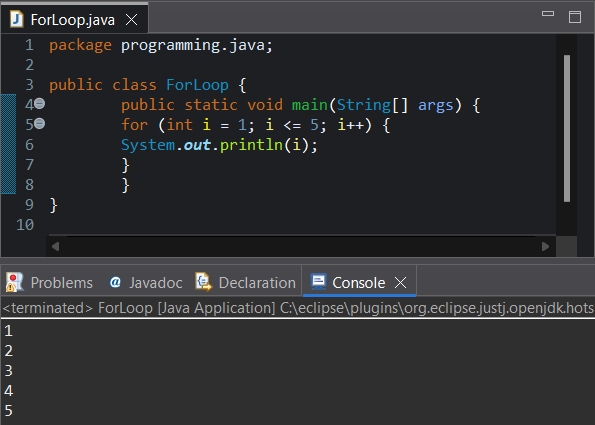 ForLoop.java
1 package programming.java;
2
3 public class ForLoop {
4 public static void main(String[] args) {
5 for (int i = 1; i <= 5; i++) {
6 System.out.println(i);
7 }
8 }
9 }
10
Problems @ Javadoc Declaration Console
<terminated> ForLoop [Java Application] C:\eclipse\plugins\org.eclipse.justj.openjdk.hots
1
2
3
4
5